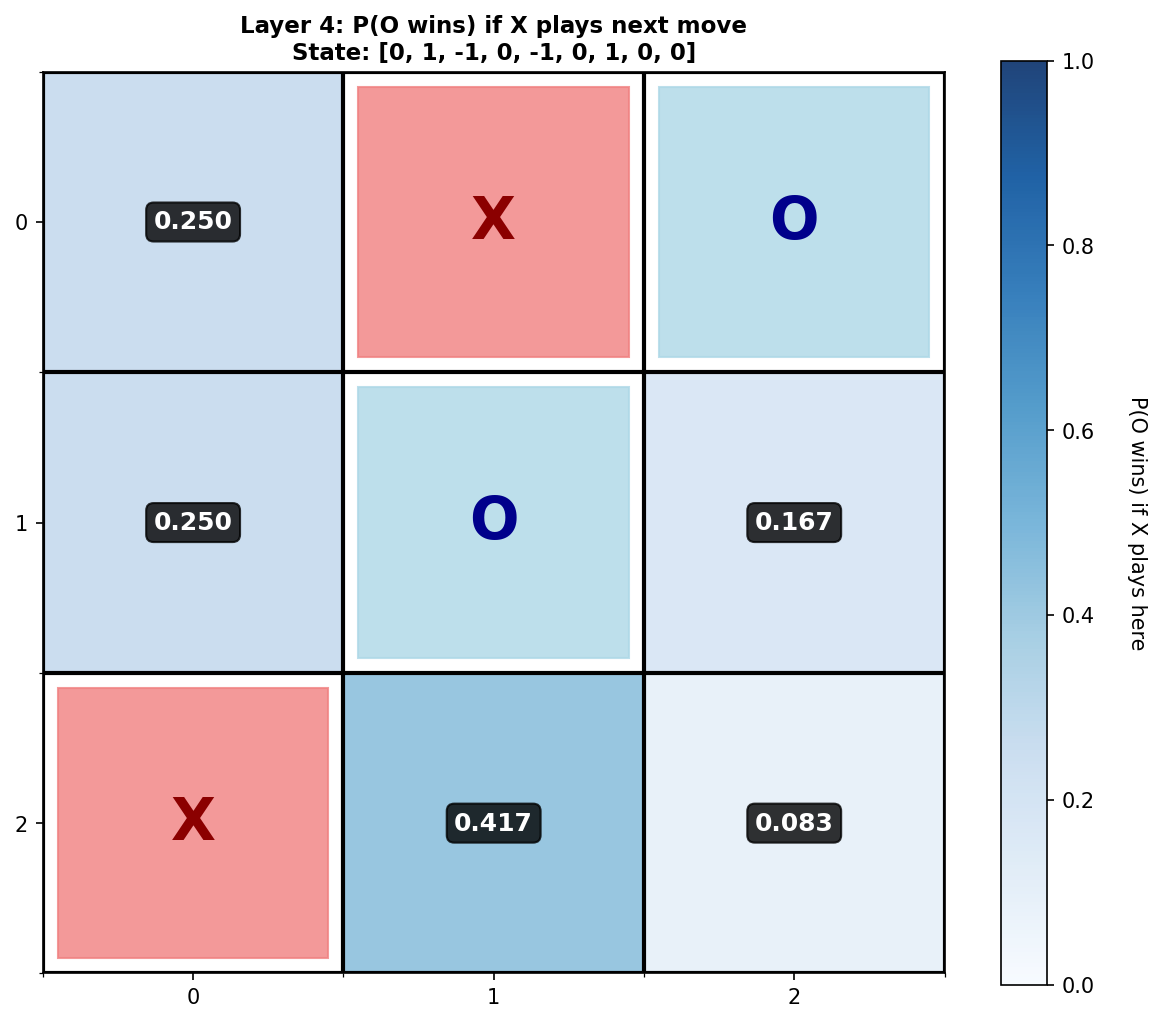 Layer 4: P(O wins) if X plays next move
State: [0, 1, -1, 0, -1, 0, 1, 0, 0]
0
0.250
X
O
1
0.250
O
0.167
2
X
0.417
0.083
0
1
2
1.0
0.8
0.6
0.4
0.2
0.0
P(O wins) if X plays here